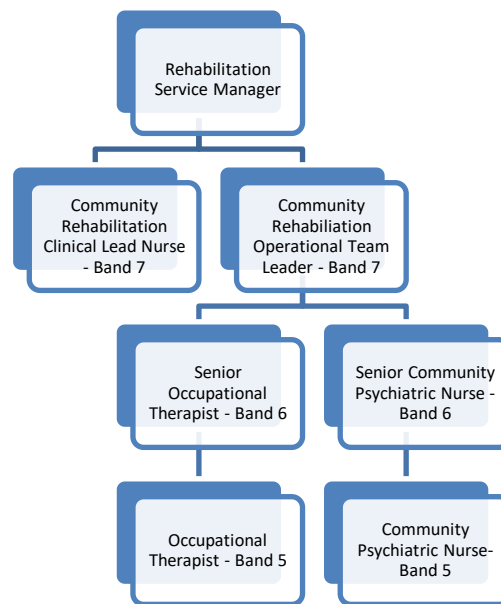 Rehabilitation
Service Manager
Community
Rehabilitation
Clinical Lead Nurse
- Band 7
Community
Rehabiliation
Operational Team
Leader - Band 7
Senior
Occupational
Therapist - Band 6
Senior Community
Psychiatric Nurse -
Band 6
Occupational
Therapist - Band 5
Community
Psychiatric Nurse-
Band 5